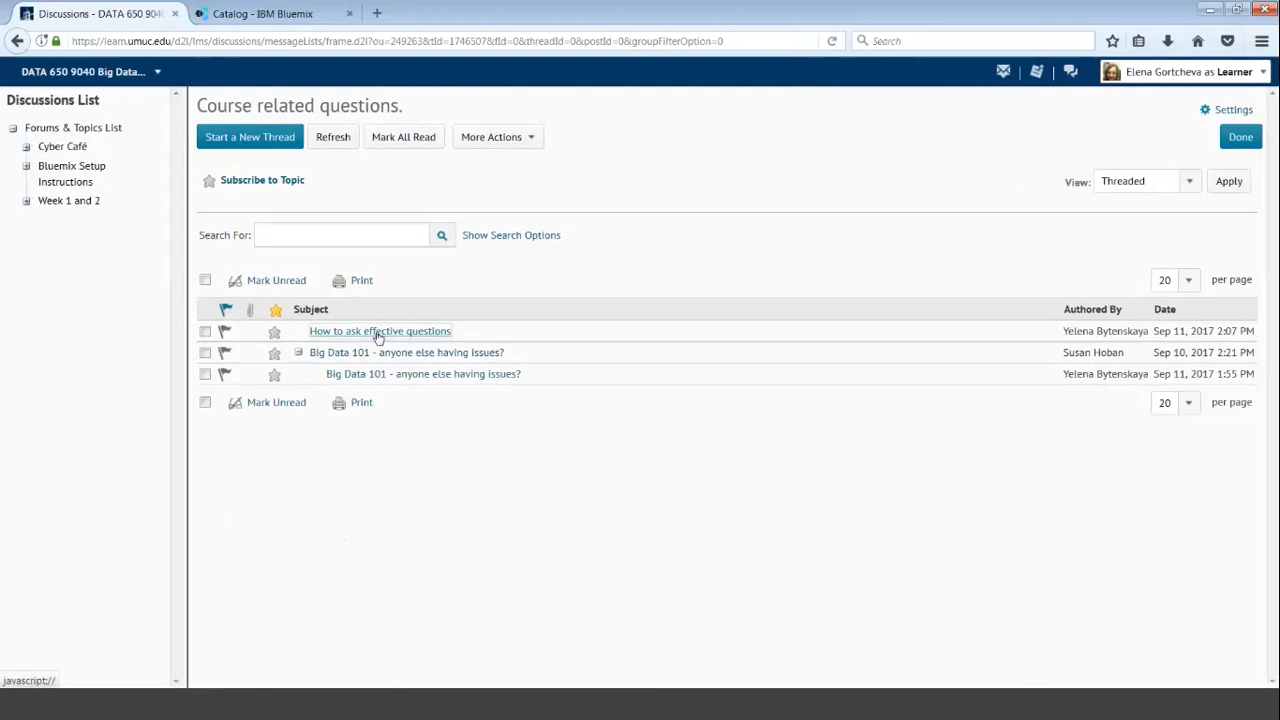 Discussions - DATA 650 9040
Catalog - IBM Bluemix
https://learn.umuc.edu/d2l/lms/discussions/messageLists/frame.d2l?ou=249263&tId=1746507&fId=0&threadId=0&postId=0&groupFilterOption=0
Search
DATA 650 9040 Big Data...
Elena Gortcheva as Learner
Discussions List
Forums & Topics List
Cyber Café
Bluemix Setup
Instructions
Week 1 and 2
Course related questions.
Settings
Start a New Thread Refresh Mark All Read More Actions
Done
Subscribe to Topic
View: Threaded Apply
Search For: Show Search Options
Mark Unread Print 20 per page
Subject Authored By Date
How to ask effective questions Yelena Bytenskaya Sep 11, 2017 2:07 PM
Big Data 101 - anyone else having issues? Susan Hoban Sep 10, 2017 2:21 PM
Big Data 101 - anyone else having issues? Yelena Bytenskaya Sep 11, 2017 1:55 PM
Mark Unread Print 20 per page
javascript://